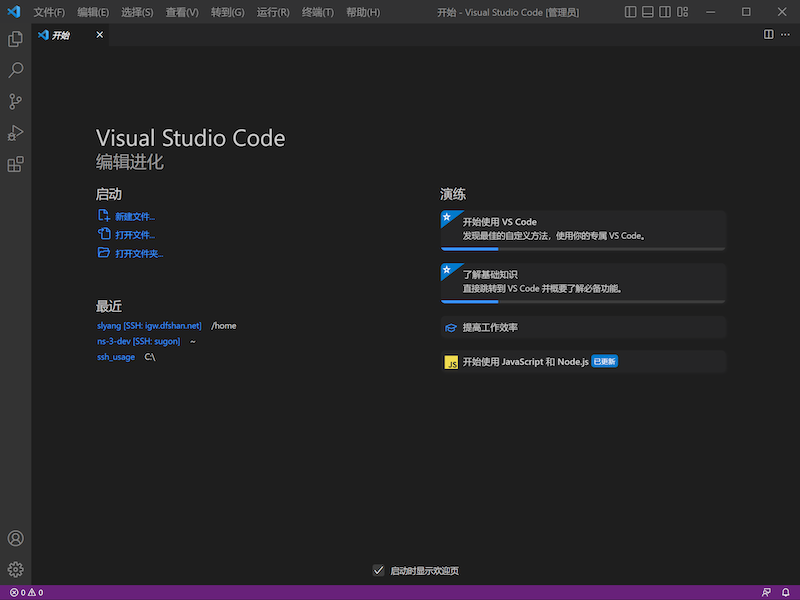 文件(F) 编辑(E) 选择(S) 查看(V) 转到(G) 运行(R) 终端(T) 帮助(H) 开始 - Visual Studio Code [管理员]
开始
Visual Studio Code
编辑进化
启动
新建文件...
打开文件...
打开文件夹...
最近
slyang [SSH: igw.dfshan.net] /home
ns-3-dev [SSH: sugon] ~
ssh_usage C:\
演练
开始使用 VS Code
发现最佳的自定义方法，使用你的专属 VS Code。
了解基础知识
直接跳转到 VS Code 并概要了解必备功能。
提高工作效率
JS 开始使用 JavaScript 和 Node.js 已更新
启动时显示欢迎页
0 0